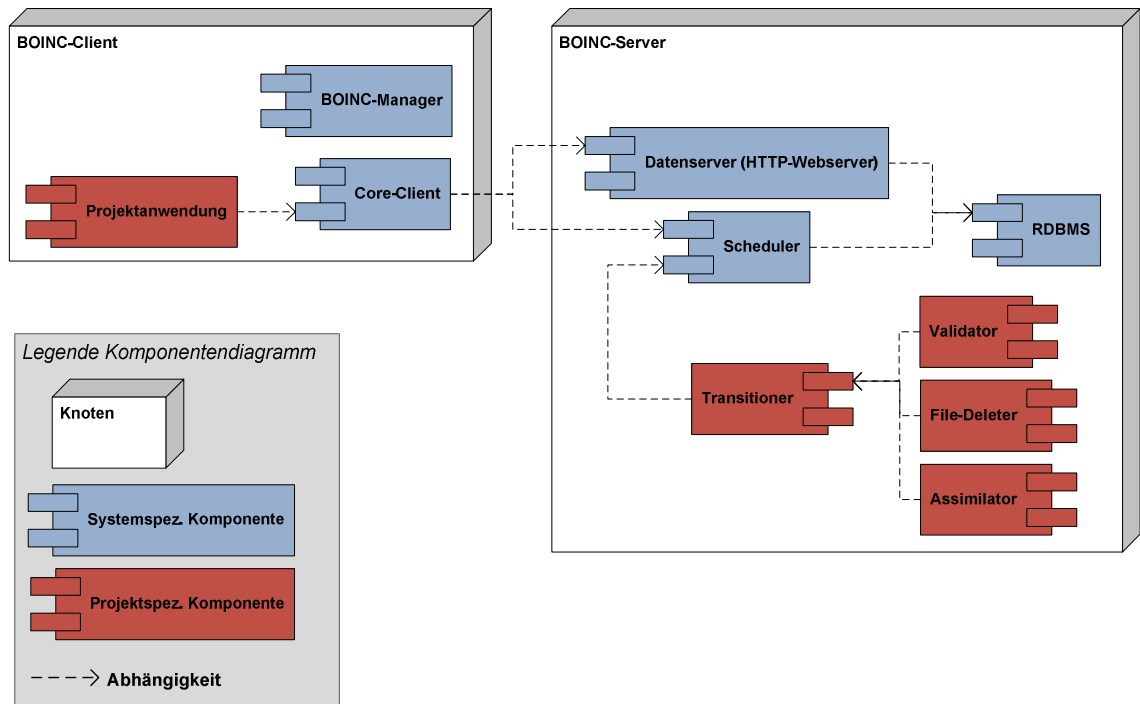 BOINC-Client
BOINC-Manager
Core-Client
Projektanwendung
BOINC-Server
Datenserver (HTTP-Webserver)
RDBMS
Scheduler
Validator
Transitioner
File-Deleter
Assimilator
Legende Komponentendiagramm
Knoten
Systemspez. Komponente
Projektspez. Komponente
Abhängigkeit